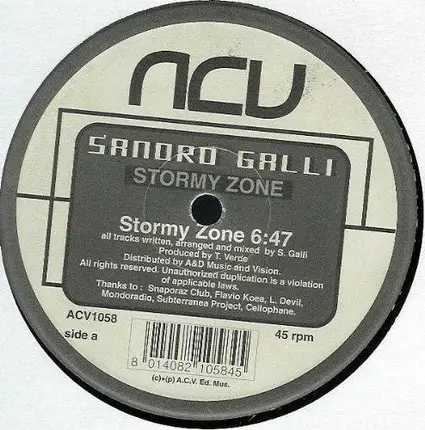 ACV
SANDRO GALLI
STORMY ZONE
Stormy Zone 6:47
all tracks written, arranged and mixed by S. Galli
Produced by T. Verde
Distributed by A&D Music and Vision.
All rights reserved. Unauthorized duplication is a violation
of applicable laws.
Thanks to : Snaporaz Club, Flavio Koea, L. Devil,
Mondoradio, Subterranea Project, Cellophane.
ACV1058
side a
45 rpm
8 014082 105845
(c)+(p) A.C.V. Ed. Mus.